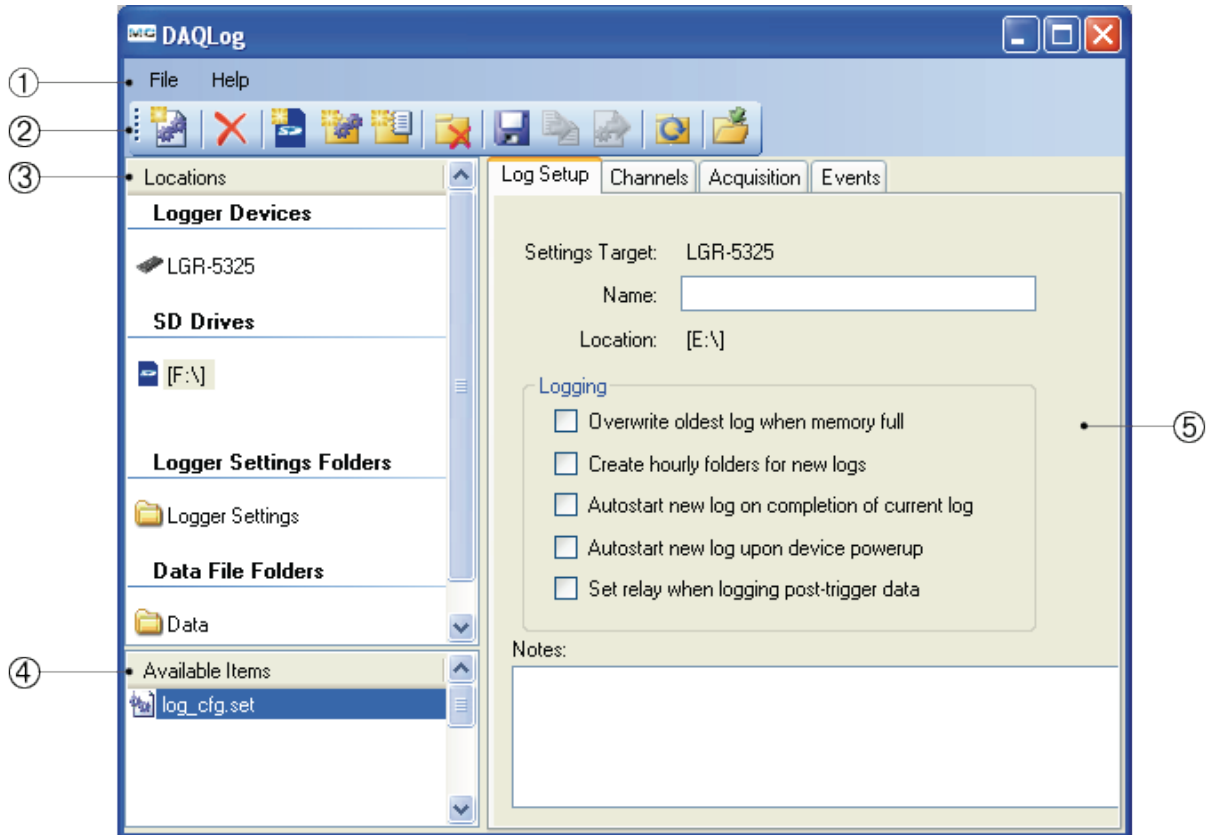 MC DAQLog
① File Help
②
③ Locations
Logger Devices
LGR-5325
SD Drives
[F:\]
Logger Settings Folders
Logger Settings
Data File Folders
Data
④ Available Items
log_cfg.set
Log Setup Channels Acquisition Events
Settings Target: LGR-5325
Name:
Location: [E:\]
Logging
Overwrite oldest log when memory full
Create hourly folders for new logs
Autostart new log on completion of current log
Autostart new log upon device powerup
Set relay when logging post-trigger data
⑤
Notes: